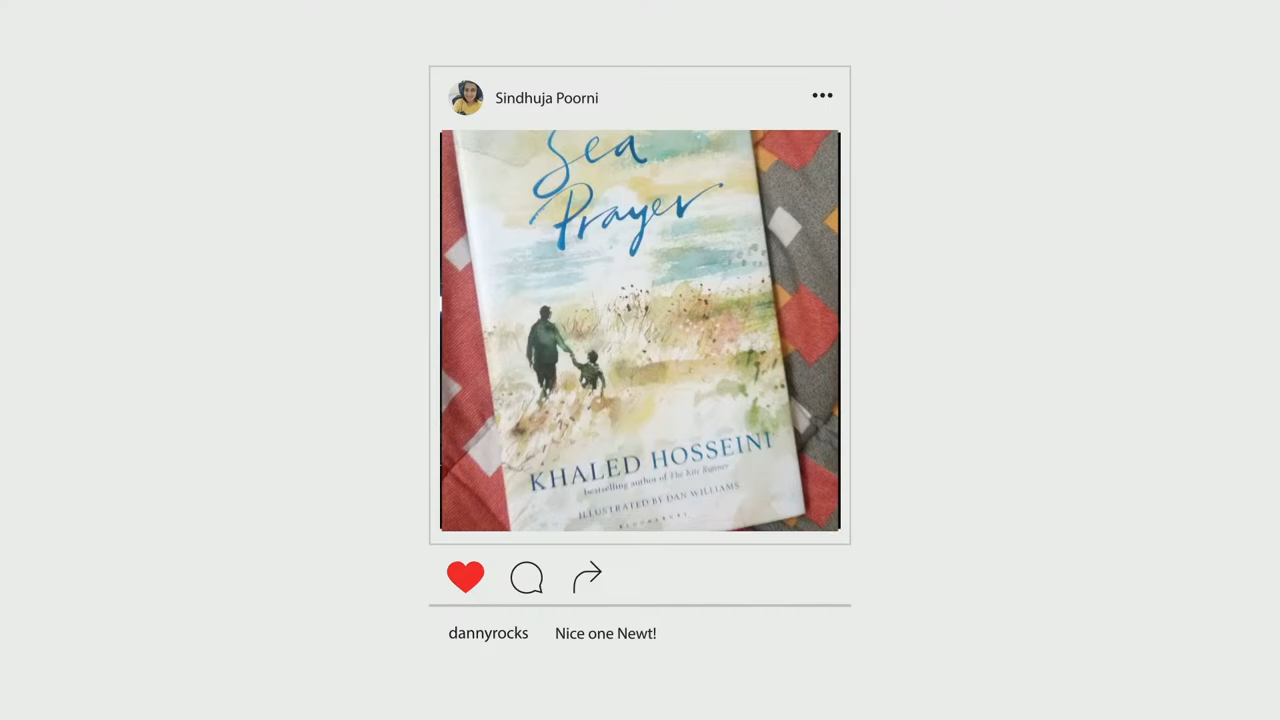 Sindhuja Poorni
Sea
Prayer
KHALED HOSSEINI
bestselling author of The Kite Runner
ILLUSTRATED BY DAN WILLIAMS
BLOOMSBURY
dannyrocks Nice one Newt!